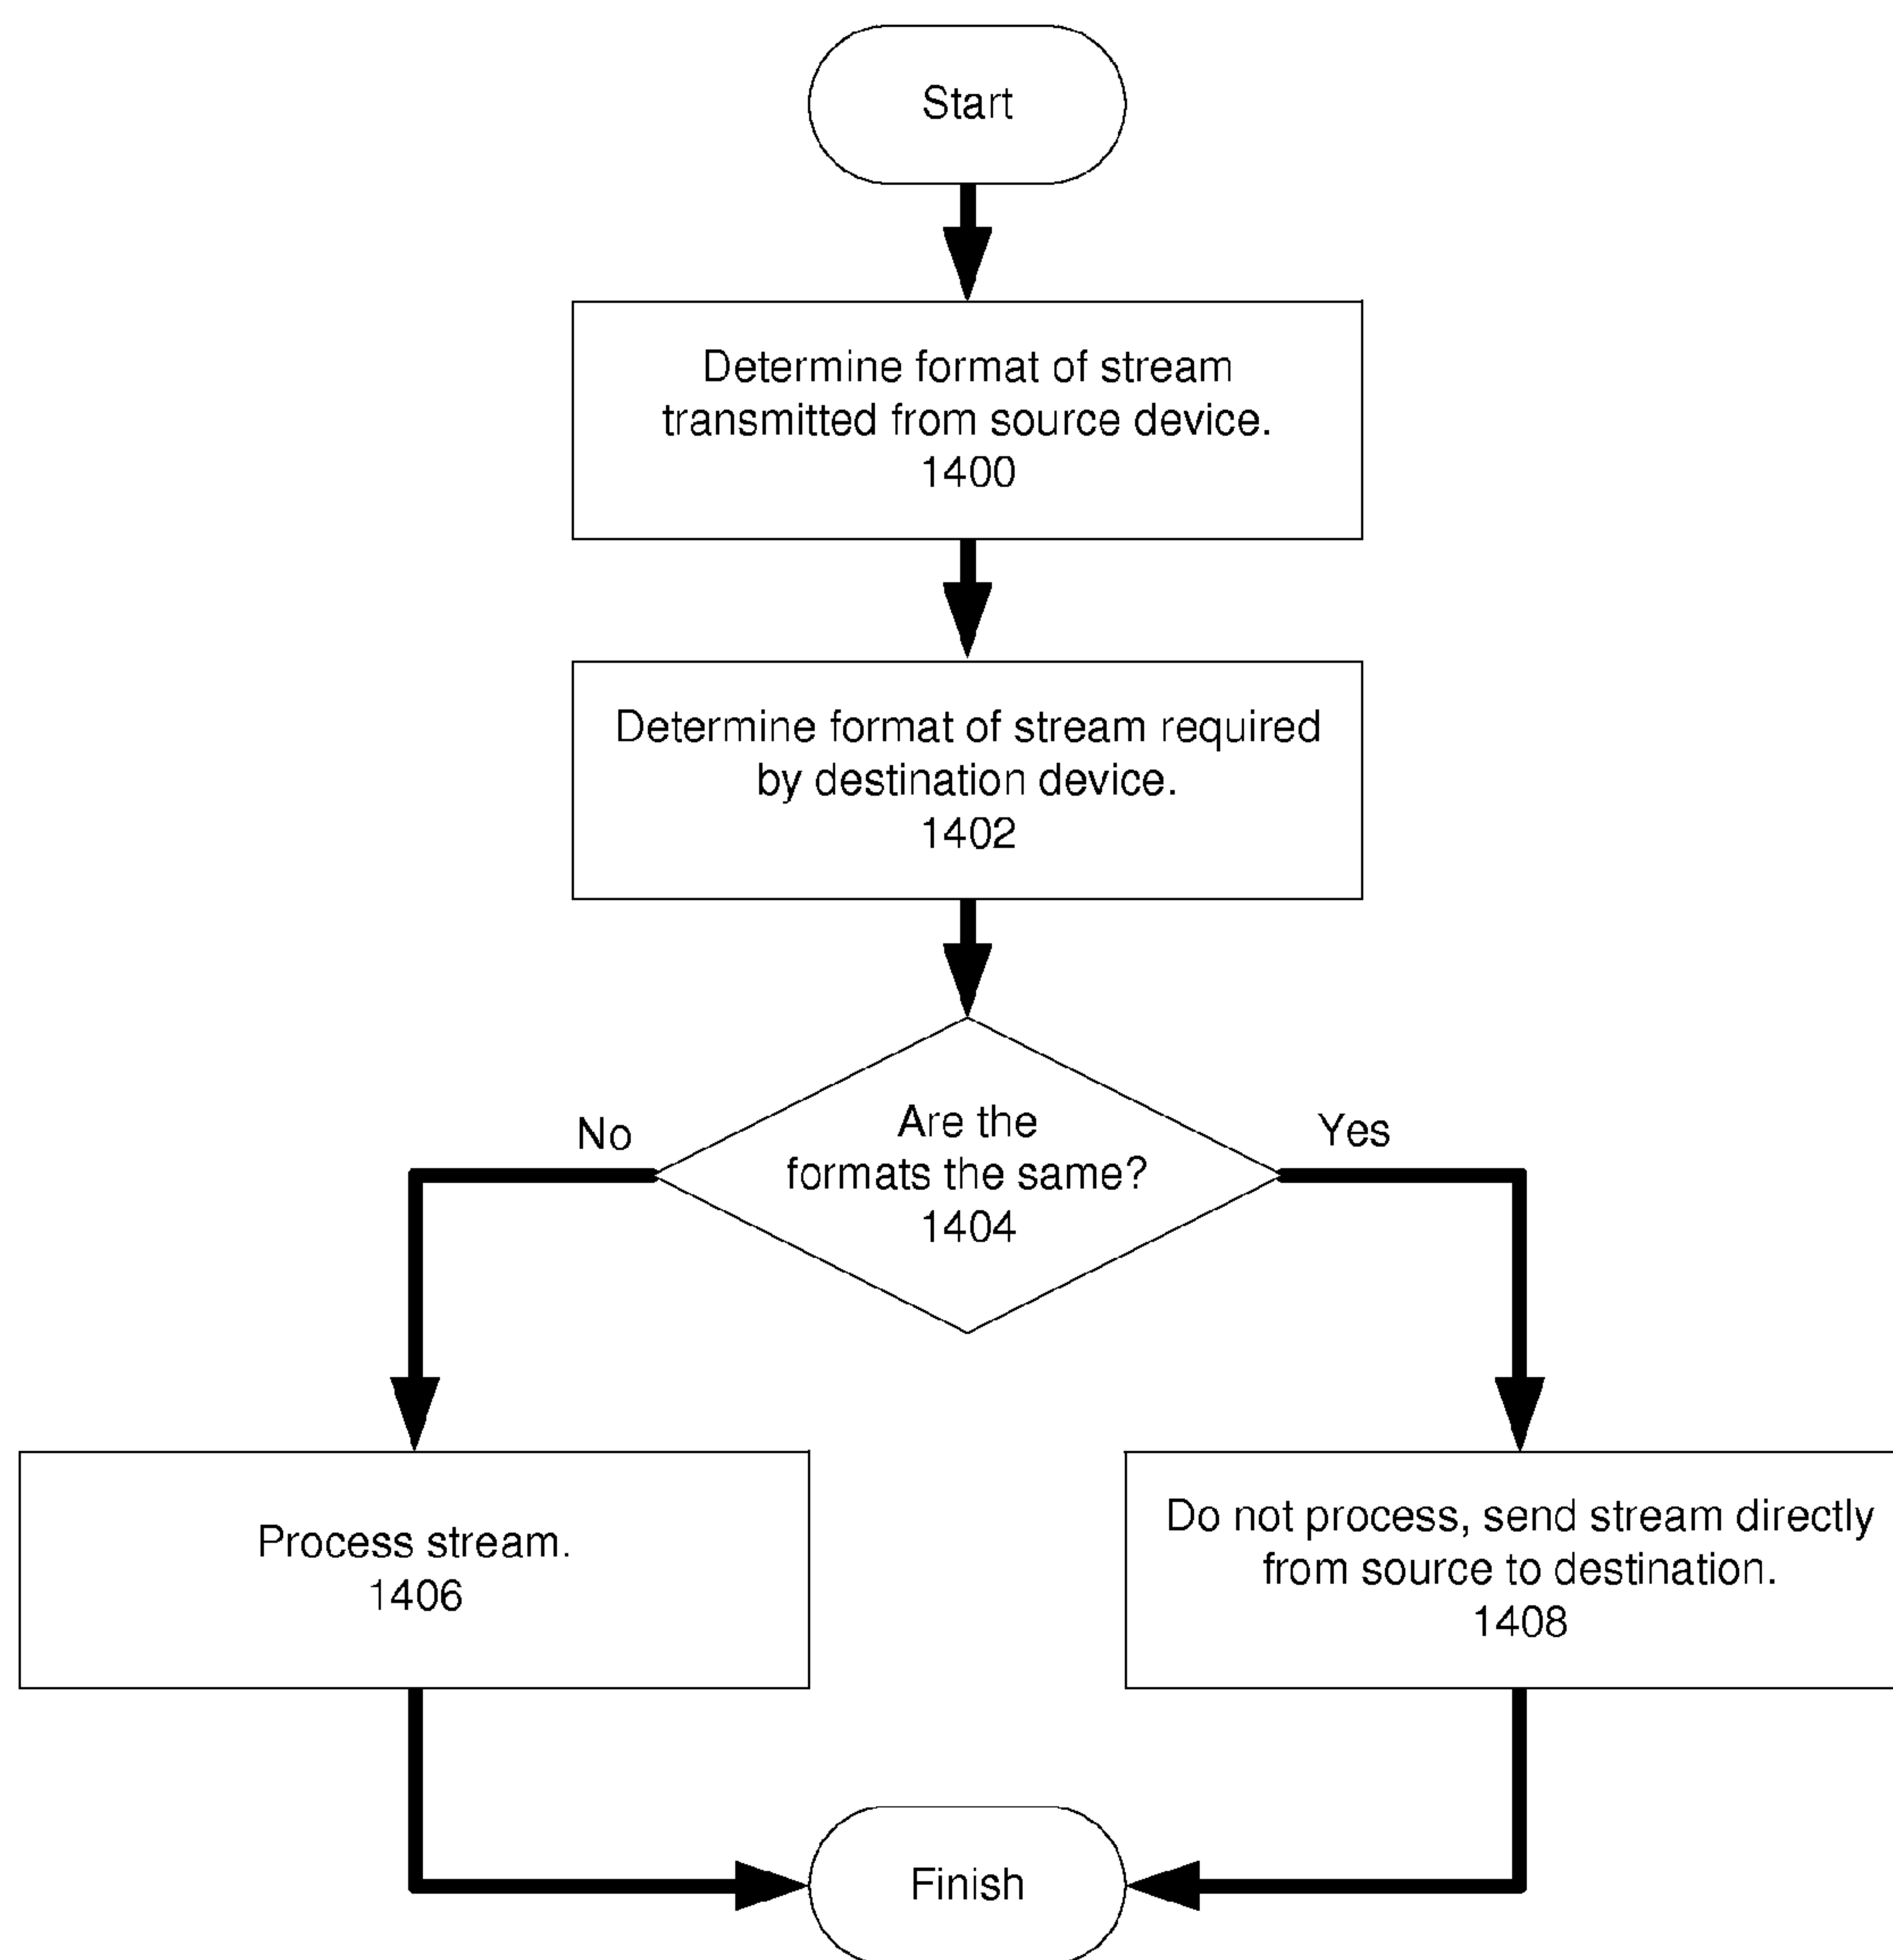 Start
Determine format of stream
transmitted from source device.
1400
Determine format of stream required
by destination device.
1402
Are the
formats the same?
1404
No
Yes
Process stream.
1406
Do not process, send stream directly
from source to destination.
1408
Finish